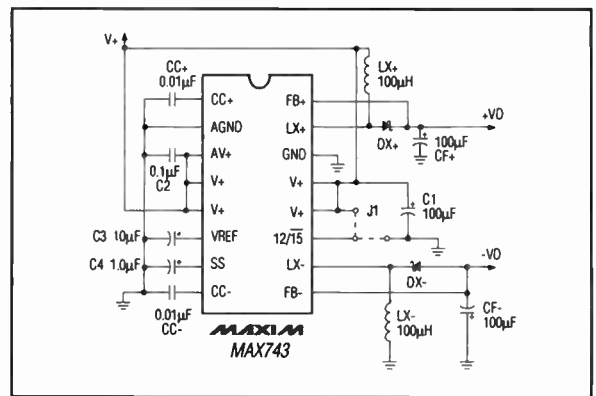 V+
CC+
0.01µF
LX+
100µH
CC+
FB+
+VO
AGND
LX+
DX+
100µF
CF+
AV+
GND
0.1µF
C2
V+
V+
V+
V+
J1
C1
100µF
C3 10µF
VREF
12/15
C4 1.0µF
SS
LX-
-VO
DX-
CC-
FB-
0.01µF
CC-
LX-
100µH
CF-
100µF
MAXIM
MAX743